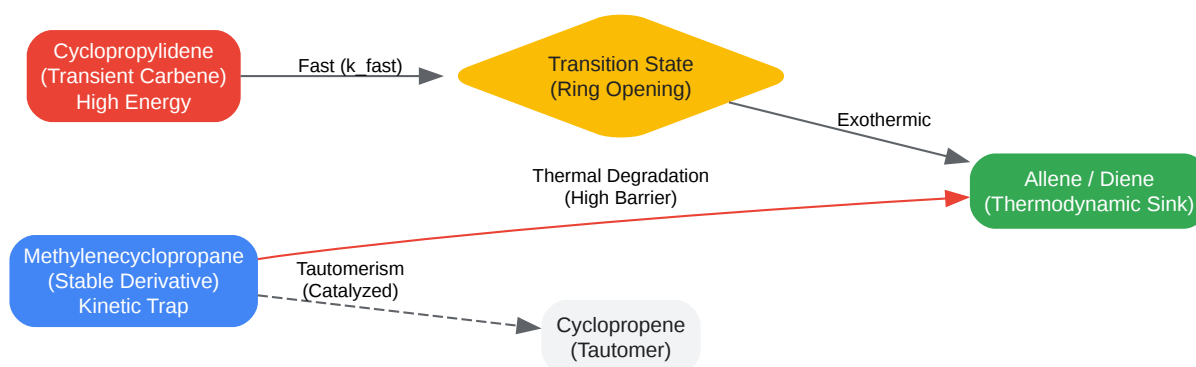 Cyclopropylidene
(Transient Carbene)
High Energy
Fast (k_fast)
Transition State
(Ring Opening)
Exothermic
Thermal Degradation
(High Barrier)
Allene / Diene
(Thermodynamic Sink)
Methylenecyclopropane
(Stable Derivative)
Kinetic Trap
Tautomerism
(Catalyzed)
Cyclopropene
(Tautomer)